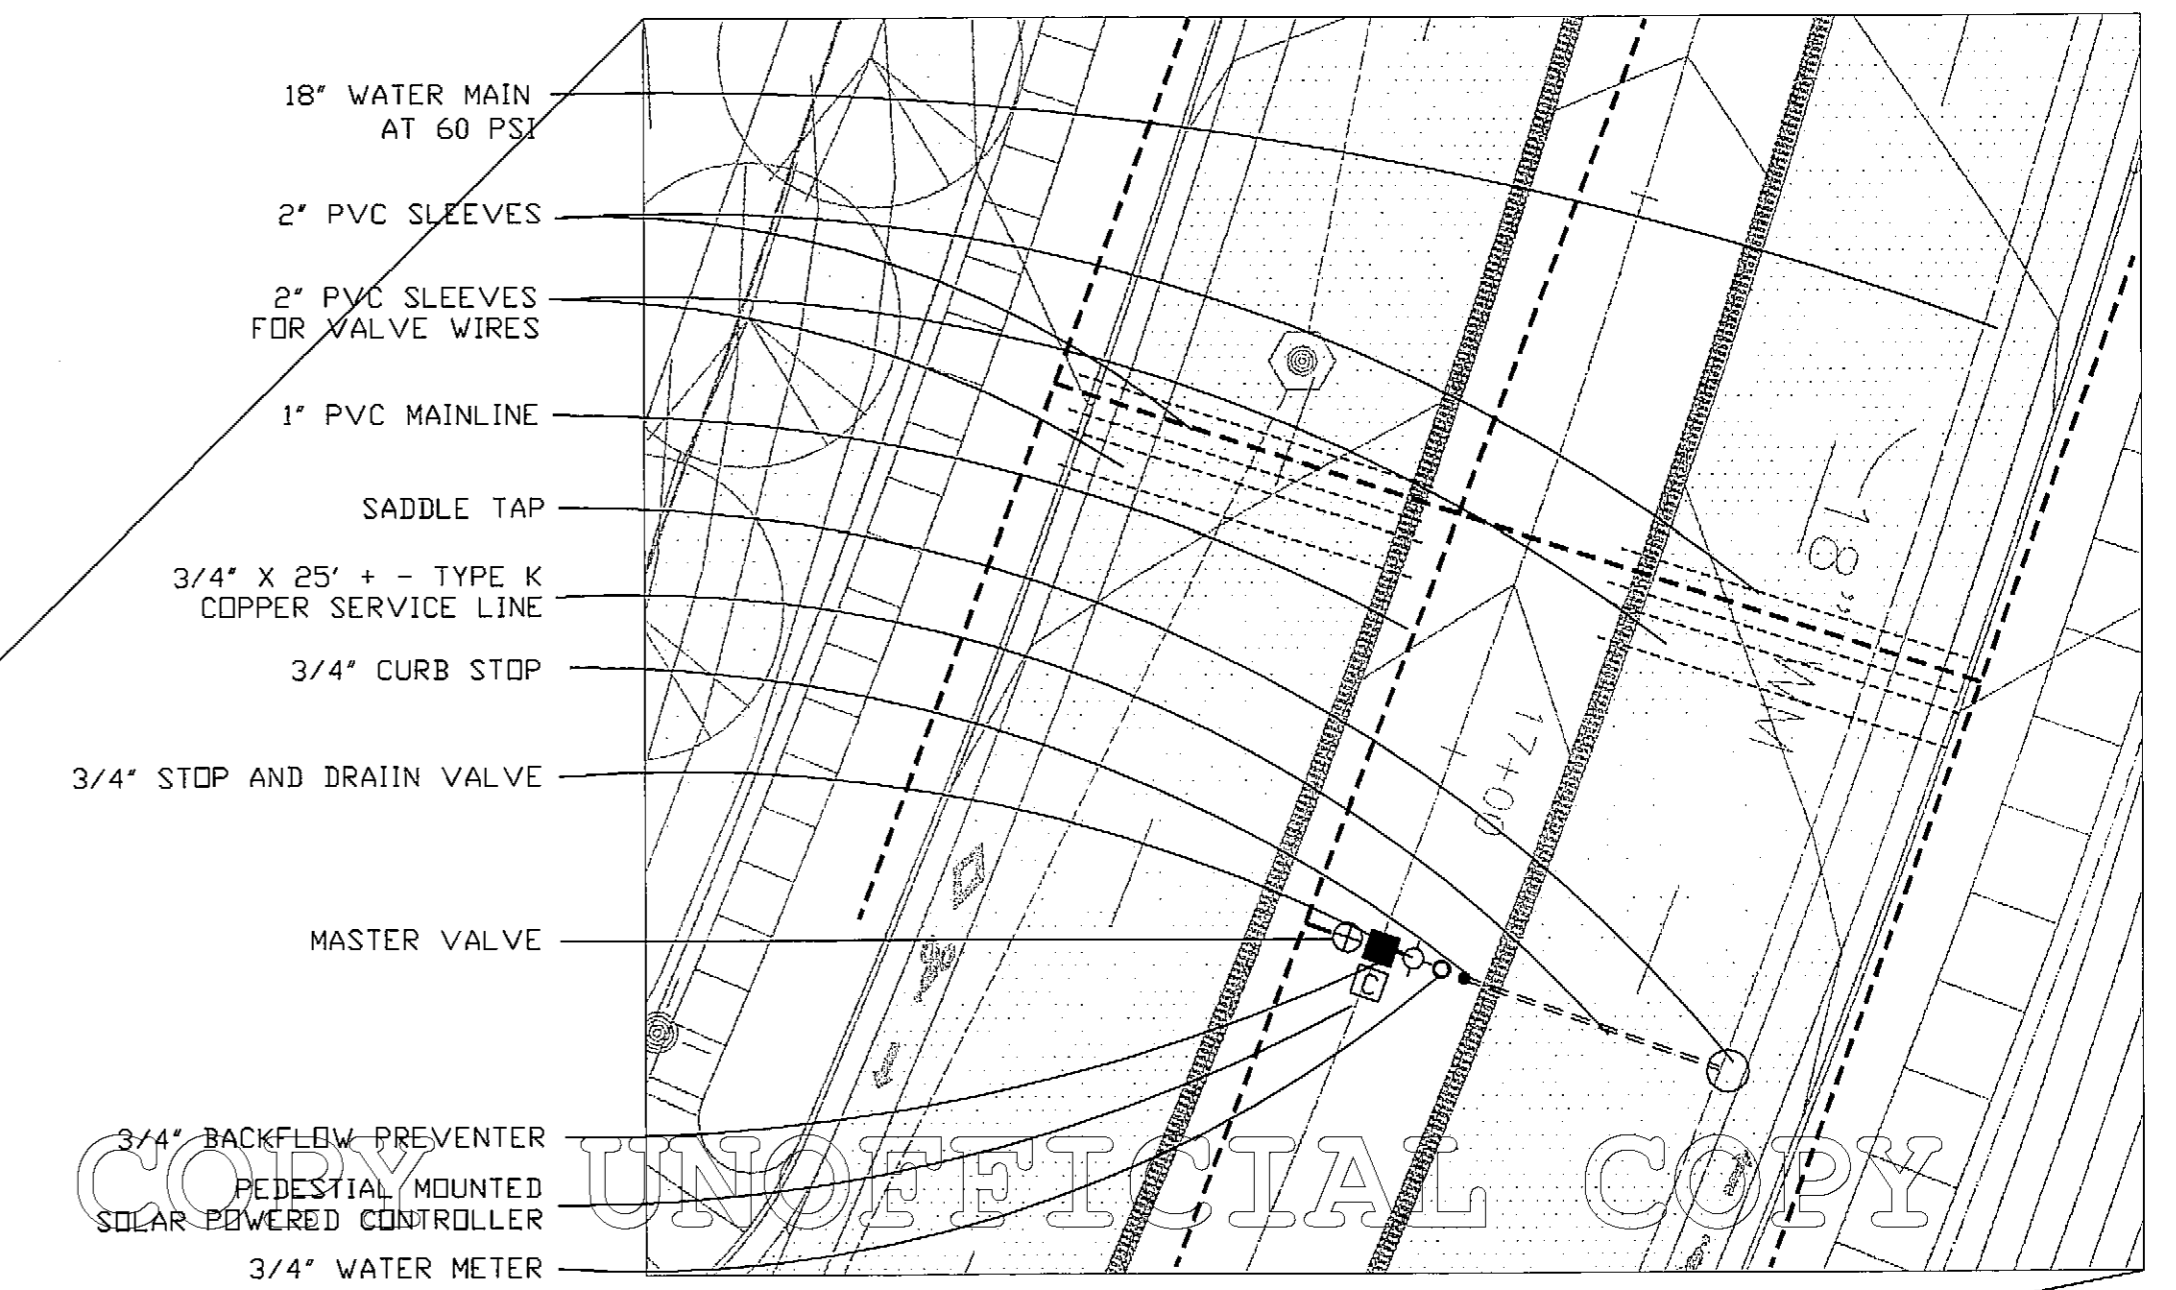 18" WATER MAIN
AT 60 PSI
2" PVC SLEEVES
2" PVC SLEEVES
FOR VALVE WIRES
1" PVC MAINLINE
SADDLE TAP
3/4" X 25' + - TYPE K
COPPER SERVICE LINE
3/4" CURB STOP
3/4" STOP AND DRAIIN VALVE
MASTER VALVE
3/4" BACKFLOW PREVENTER
PEDESTIAL MOUNTED
SOLAR POWERED CONTROLLER
3/4" WATER METER
18"
W
17+00
C
COPY UNOFFICIAL COPY